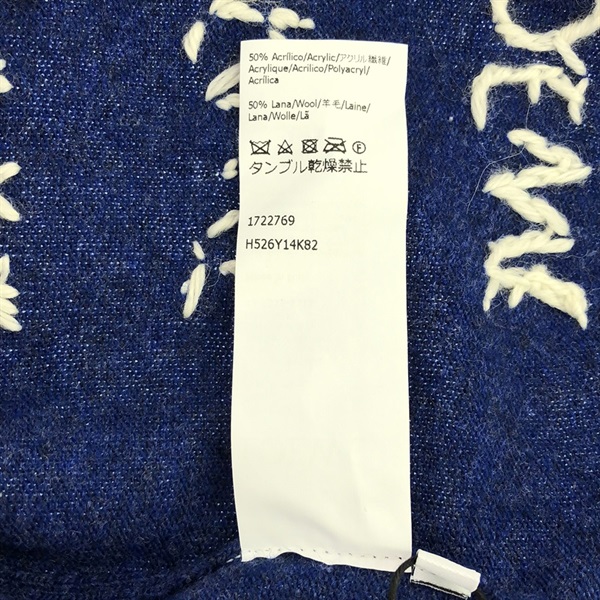 50% Acrílico/Acrylic/アクリル繊維/
Acrylique/Acrilico/Polyacryl/
Acrílica
50% Lana/Wool/羊毛/Laine/
Lana/Wolle/Lã
F
タンブル乾燥禁止
1722769
H526Y14K82